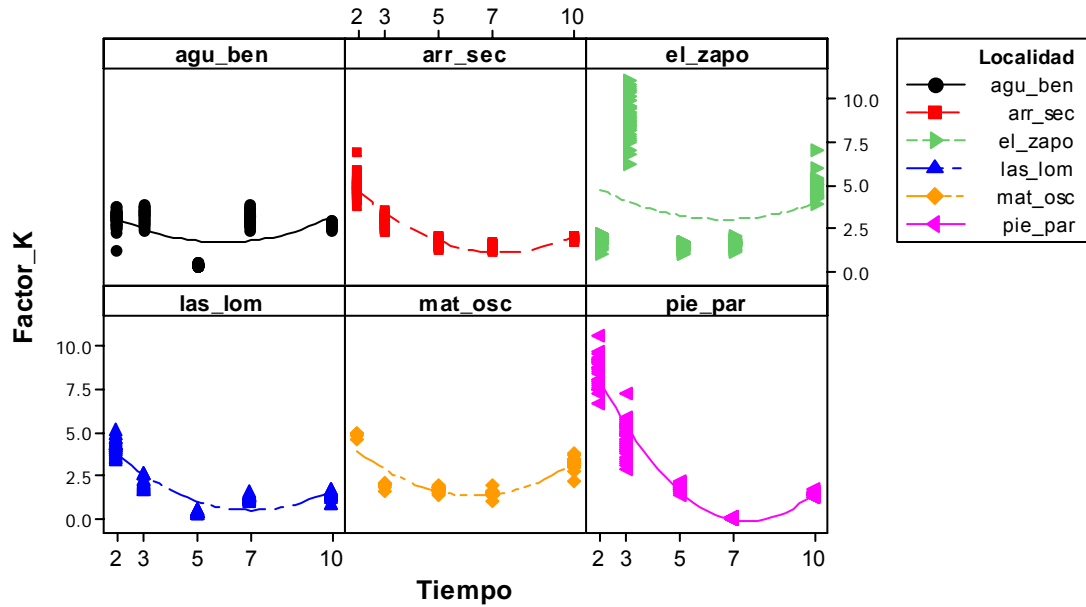 2 3 5 7 10
agu_ben arr_sec el_zapo
10.0
7.5
5.0
2.5
0.0
Factor_K
las_lom mat_osc pie_par
10.0
7.5
5.0
2.5
0.0
2 3 5 7 10 2 3 5 7 10
Tiempo
Localidad
agu_ben
arr_sec
el_zapo
las_lom
mat_osc
pie_par